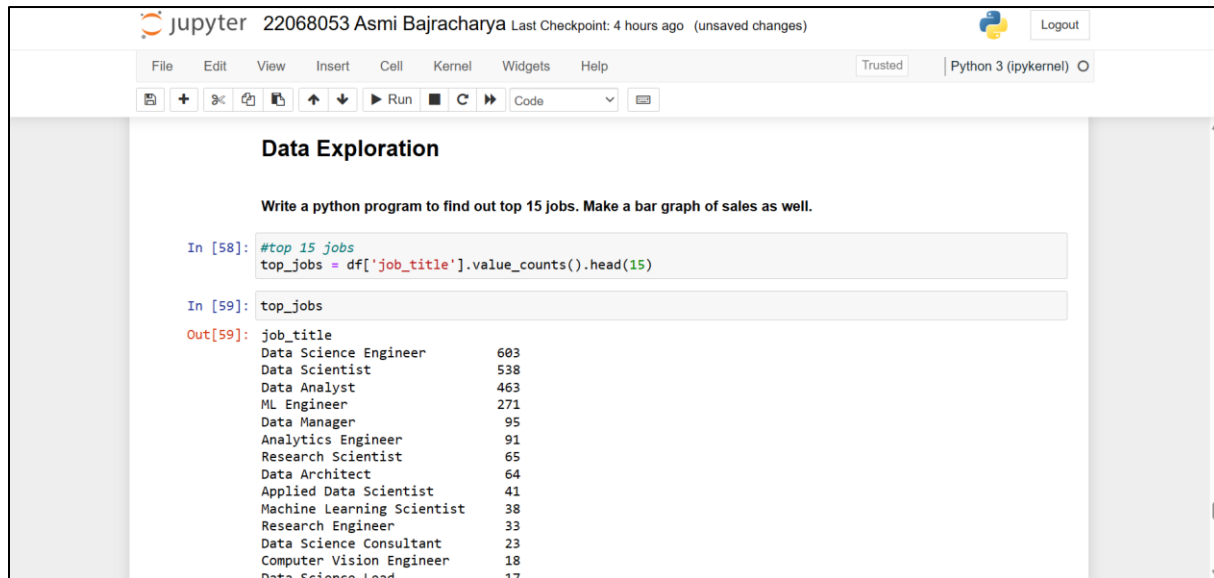 jupyter 22068053 Asmi Bajracharya Last Checkpoint: 4 hours ago (unsaved changes) Logout
File Edit View Insert Cell Kernel Widgets Help Trusted Python 3 (ipykernel)
Run Code
Data Exploration
Write a python program to find out top 15 jobs. Make a bar graph of sales as well.
In [58]: #top 15 jobs
top_jobs = df['job_title'].value_counts().head(15)
In [59]: top_jobs
Out[59]: job_title
Data Science Engineer 603
Data Scientist 538
Data Analyst 463
ML Engineer 271
Data Manager 95
Analytics Engineer 91
Research Scientist 65
Data Architect 64
Applied Data Scientist 41
Machine Learning Scientist 38
Research Engineer 33
Data Science Consultant 23
Computer Vision Engineer 18
Data Science Lead 17